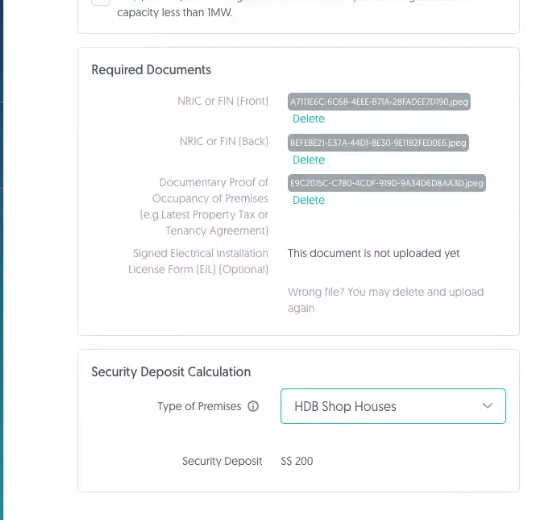 capacity less than 1MW.
Required Documents
NRIC or FIN (Front)
A7111E6C-6C68-4EEE-B71A-28FADEE7D190.jpeg
Delete
NRIC or FIN (Back)
BEFEBE21-537A-44D1-8E30-9E1182FED0E6.jpeg
Delete
Documentary Proof of
Occupancy of Premises
(e.g.Latest Property Tax or
Tenancy Agreement)
E9C2015C-C780-4CDF-919D-9A34D6D8AA3D.jpeg
Delete
Signed Electrical Installation
License Form (EIL) (Optional)
This document is not uploaded yet
Wrong file? You may delete and upload
again
Security Deposit Calculation
Type of Premises
HDB Shop Houses
Security Deposit
S$ 200